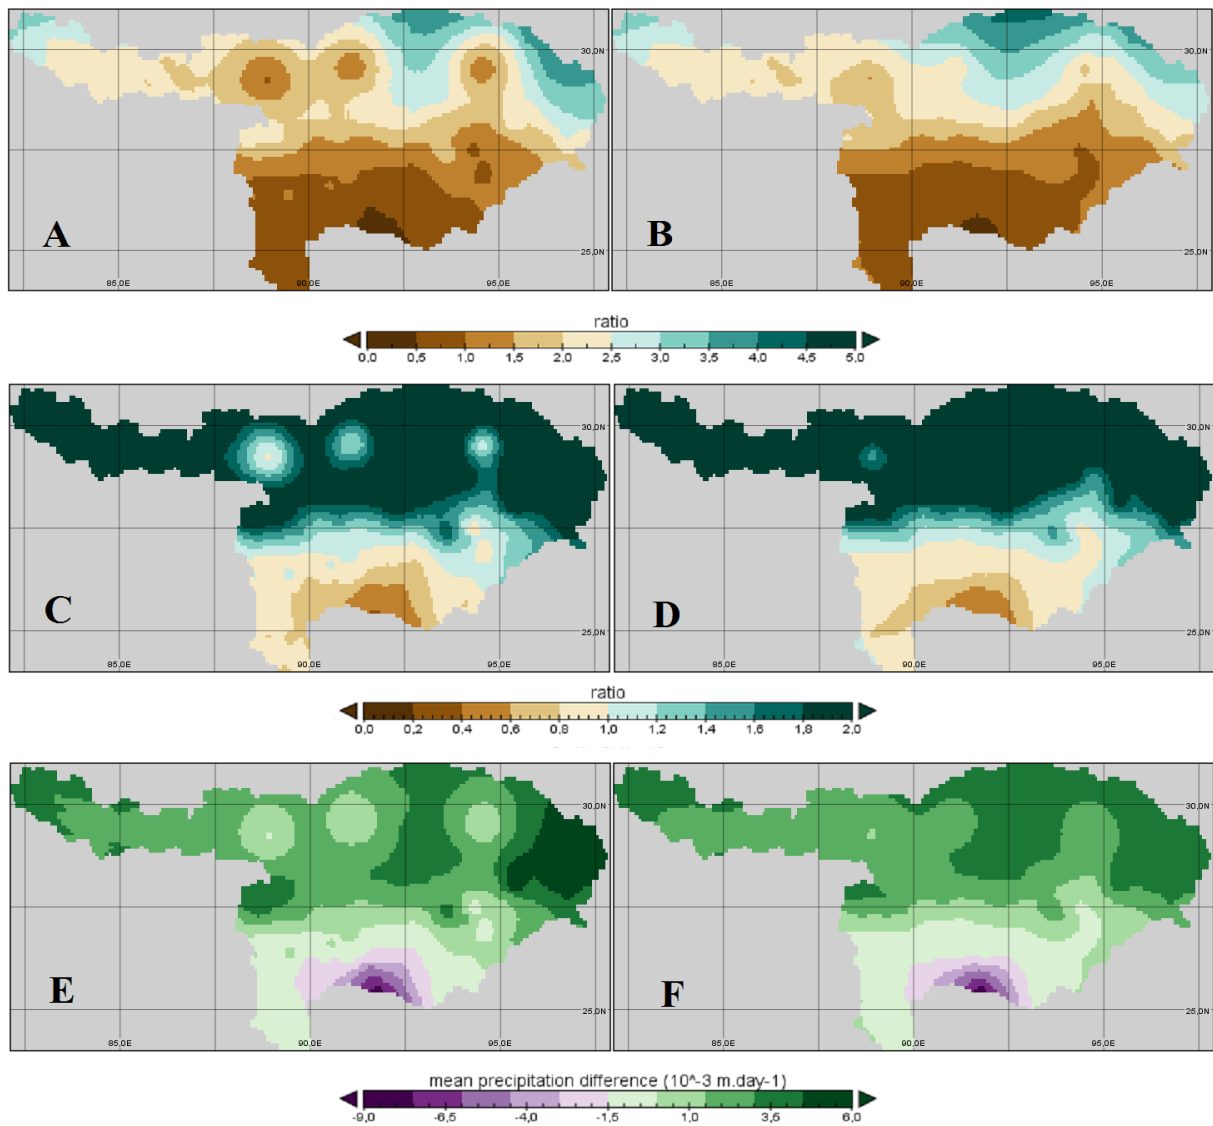 30,0N
30,0N
A
B
25,0N
25,0N
85,0E 90,0E 95,0E
85,0E 90,0E 95,0E
ratio
0,0 0,5 1,0 1,5 2,0 2,5 3,0 3,5 4,0 4,5 5,0
30,0N
30,0N
C
D
25,0N
25,0N
85,0E 90,0E 95,0E
85,0E 90,0E 95,0E
ratio
0,0 0,2 0,4 0,6 0,8 1,0 1,2 1,4 1,6 1,8 2,0
30,0N
30,0N
E
F
25,0N
25,0N
85,0E 90,0E 95,0E
85,0E 90,0E 95,0E
mean precipitation difference (10^-3 m.day-1)
-9,0 -6,5 -4,0 -1,5 1,0 3,5 6,0